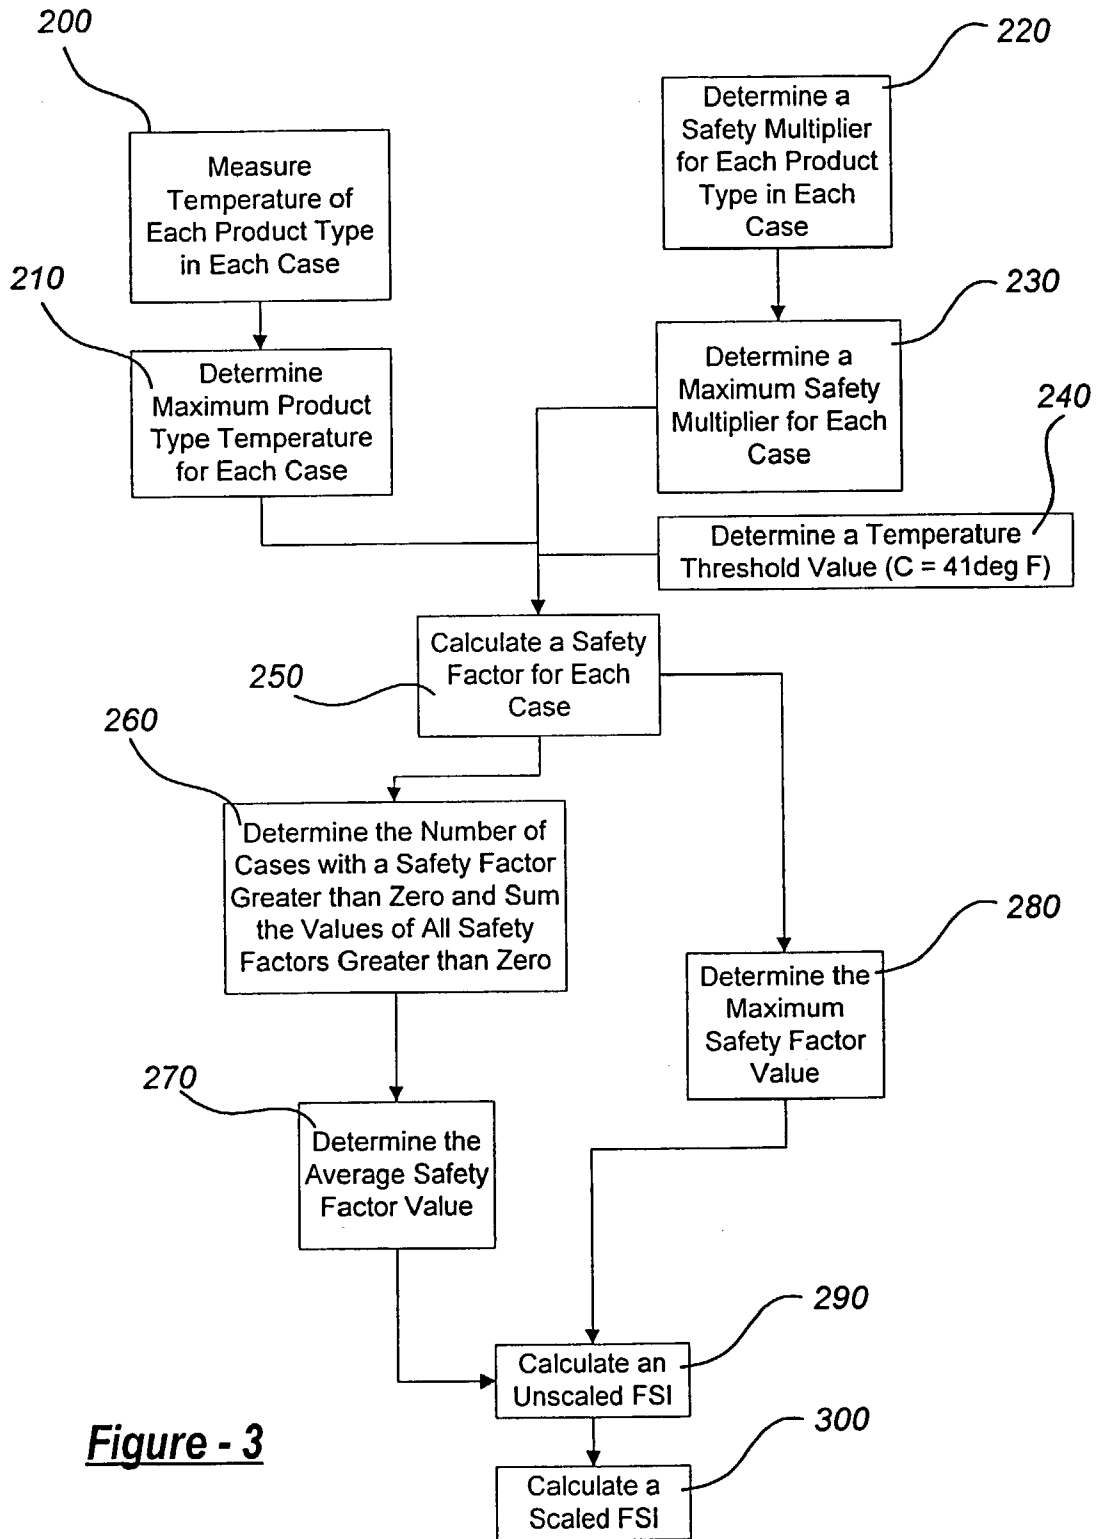 200
220
Measure
Temperature of
Each Product Type
in Each Case
Determine a
Safety Multiplier
for Each Product
Type in Each
Case
210
230
Determine
Maximum Product
Type Temperature
for Each Case
Determine a
Maximum Safety
Multiplier for Each
Case
240
Determine a Temperature
Threshold Value (C = 41deg F)
250
Calculate a Safety
Factor for Each
Case
260
Determine the Number of
Cases with a Safety Factor
Greater than Zero and Sum
the Values of All Safety
Factors Greater than Zero
280
Determine the
Maximum
Safety Factor
Value
270
Determine the
Average Safety
Factor Value
290
Calculate an
Unscaled FSI
300
Calculate a
Scaled FSI
Figure - 3